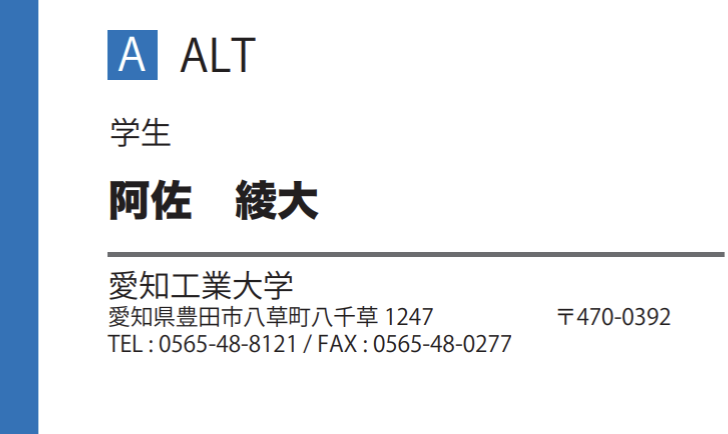 A ALT
学生
阿佐　綾大
愛知工業大学
愛知県豊田市八草町八千草 1247　〒470-0392
TEL : 0565-48-8121 / FAX : 0565-48-0277